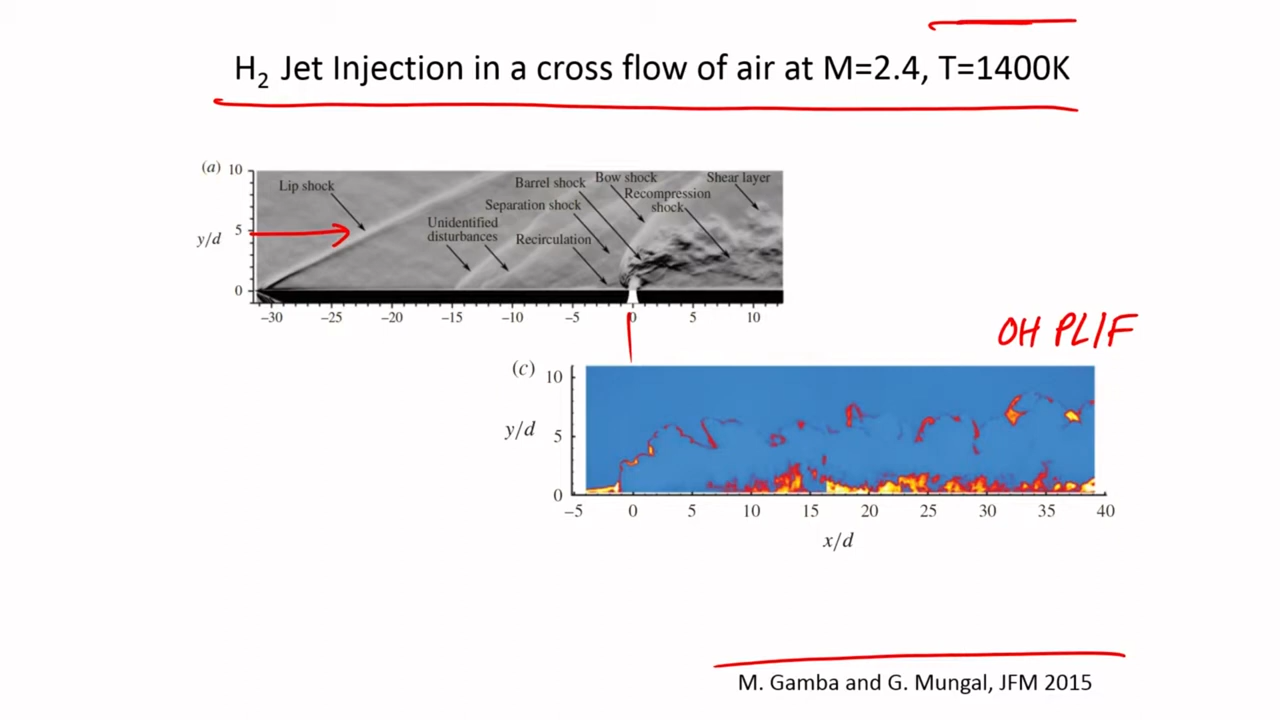 H2 Jet Injection in a cross flow of air at M=2.4, T=1400K
(a)
10
5
0
y/d
Lip shock
Unidentified
disturbances
Recirculation
Separation shock
Barrel shock
Bow shock
Recompression
shock
Shear layer
–30 –25 –20 –15 –10 –5 0 5 10
OH PLIF
(c)
10
5
0
y/d
–5 0 5 10 15 20 25 30 35 40
x/d
M. Gamba and G. Mungal, JFM 2015